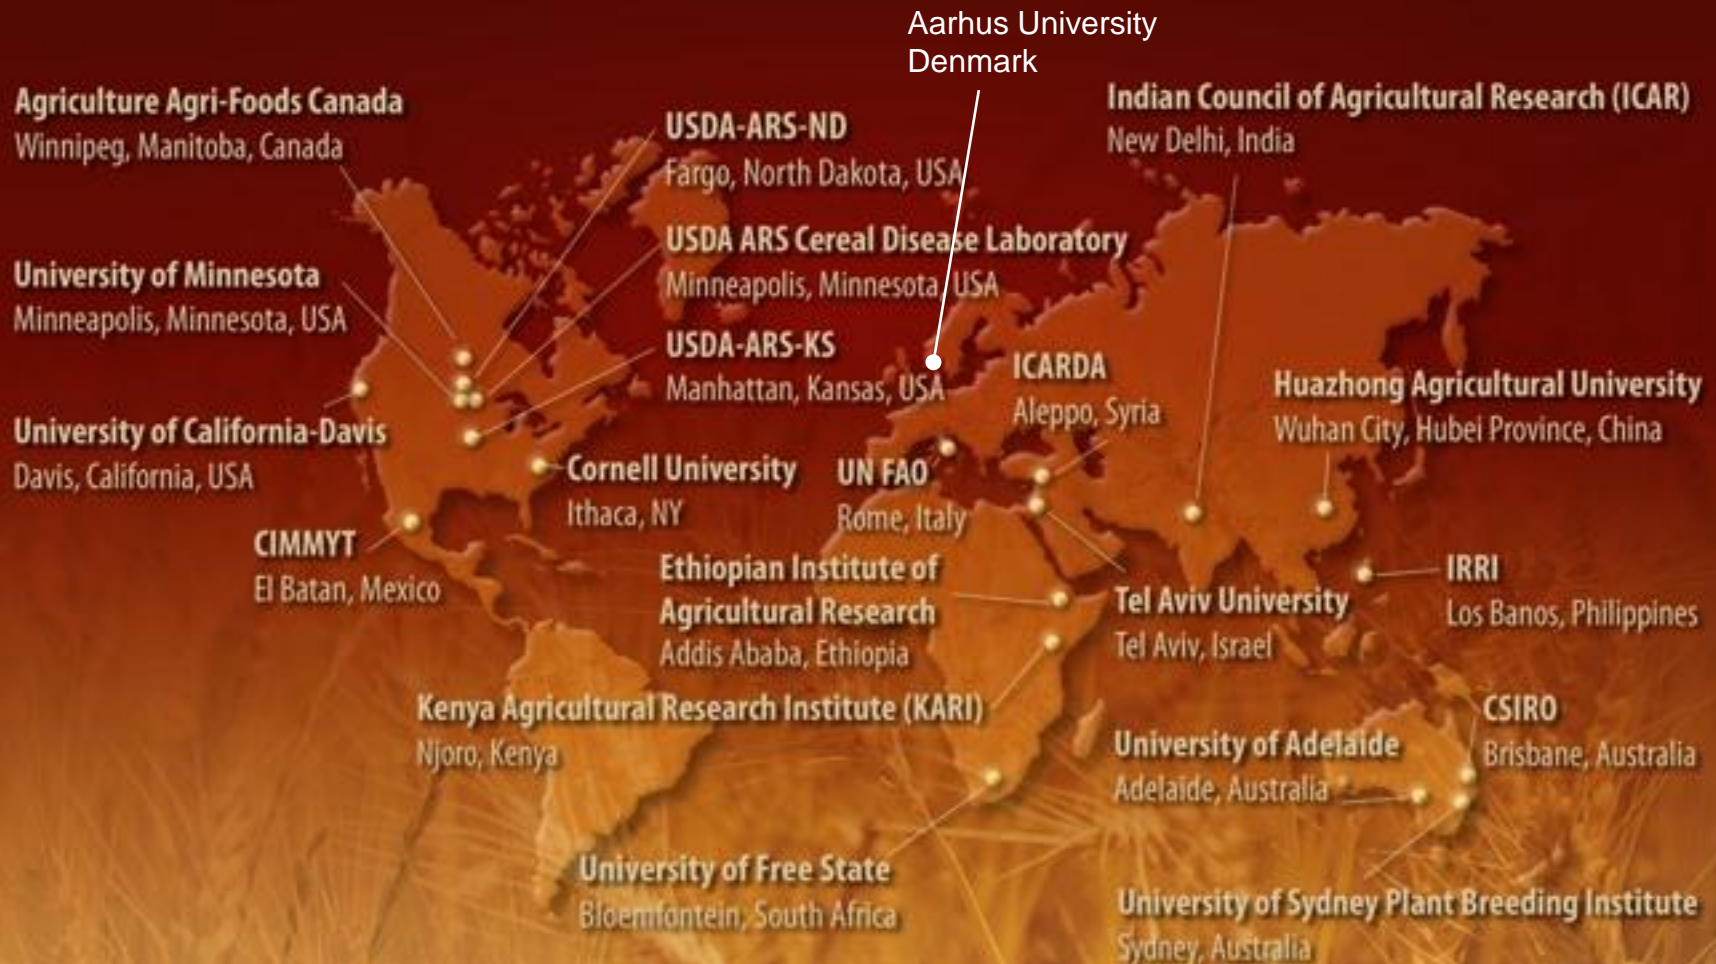 Aarhus University
Denmark
Agriculture Agri-Foods Canada
Winnipeg, Manitoba, Canada
USDA-ARS-ND
Fargo, North Dakota, USA
Indian Council of Agricultural Research (ICAR)
New Delhi, India
USDA ARS Cereal Disease Laboratory
Minneapolis, Minnesota, USA
University of Minnesota
Minneapolis, Minnesota, USA
USDA-ARS-KS
Manhattan, Kansas, USA
ICARDA
Aleppo, Syria
Huazhong Agricultural University
Wuhan City, Hubei Province, China
University of California-Davis
Davis, California, USA
Cornell University
Ithaca, NY
UN FAO
Rome, Italy
CIMMYT
El Batan, Mexico
Ethiopian Institute of
Agricultural Research
Addis Ababa, Ethiopia
Tel Aviv University
Tel Aviv, Israel
IRRI
Los Banos, Philippines
Kenya Agricultural Research Institute (KARI)
Njoro, Kenya
University of Adelaide
Adelaide, Australia
CSIRO
Brisbane, Australia
University of Free State
Bloemfontein, South Africa
University of Sydney Plant Breeding Institute
Sydney, Australia